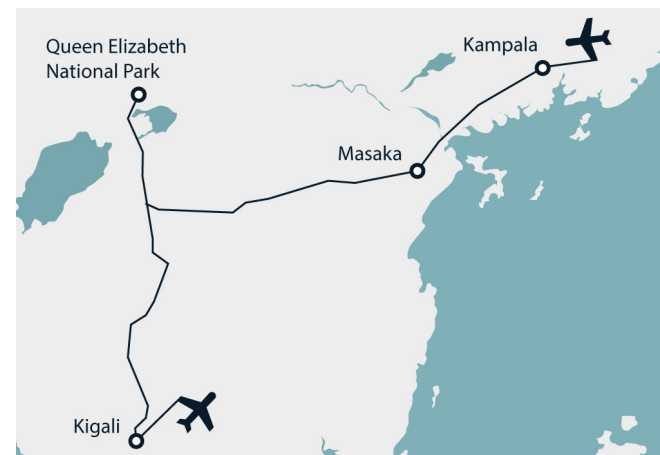 Queen Elizabeth
National Park
Kampala
Masaka
Kigali